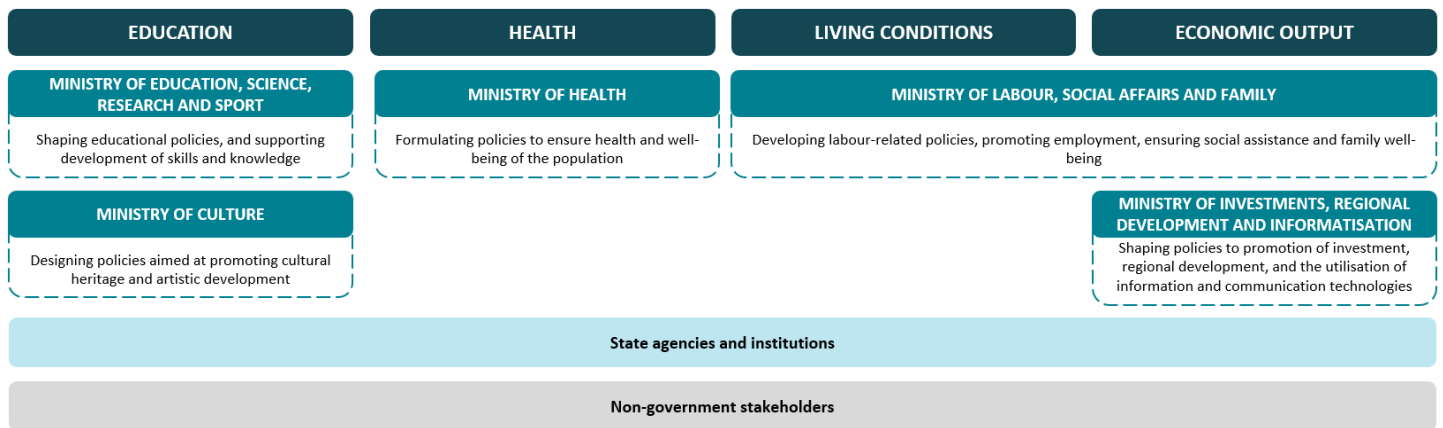 EDUCATION
HEALTH
LIVING CONDITIONS
ECONOMIC OUTPUT
MINISTRY OF EDUCATION, SCIENCE,
RESEARCH AND SPORT
Shaping educational policies, and supporting
development of skills and knowledge
MINISTRY OF HEALTH
Formulating policies to ensure health and well-
being of the population
MINISTRY OF LABOUR, SOCIAL AFFAIRS AND FAMILY
Developing labour-related policies, promoting employment, ensuring social assistance and family well-
being
MINISTRY OF CULTURE
Designing policies aimed at promoting cultural
heritage and artistic development
MINISTRY OF INVESTMENTS, REGIONAL
DEVELOPMENT AND INFORMATISATION
Shaping policies to promotion of investment,
regional development, and the utilisation of
information and communication technologies
State agencies and institutions
Non-government stakeholders